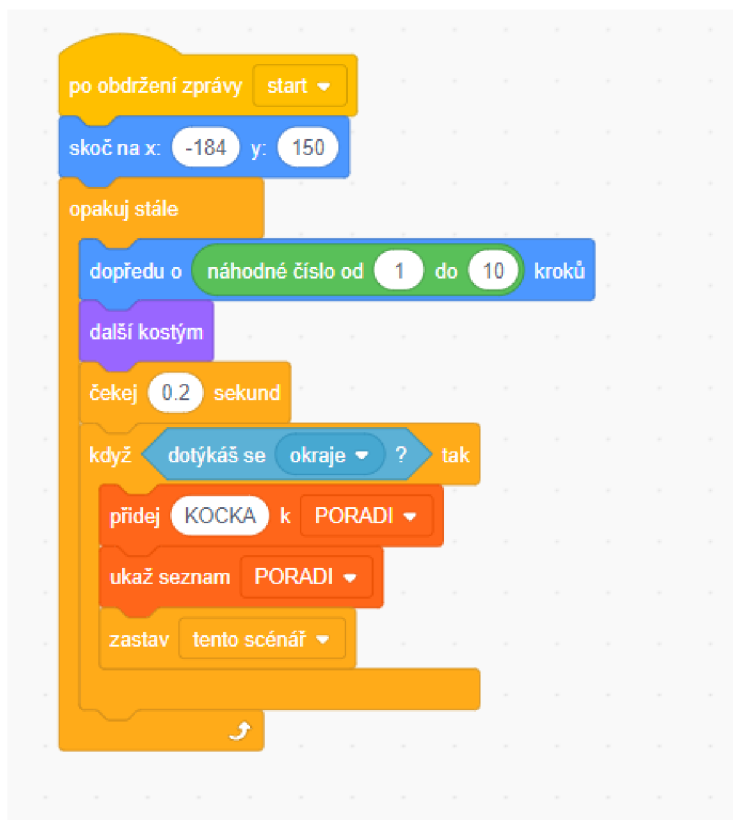 po obdržení zprávy start
skoč na x: -184 y: 150
opakuj stále
dopředu o náhodné číslo od 1 do 10 kroků
další kostým
čekej 0.2 sekund
když dotýkáš se okraje ? tak
přidej KOCKA k PORADI
ukaž seznam PORADI
zastav tento scénář